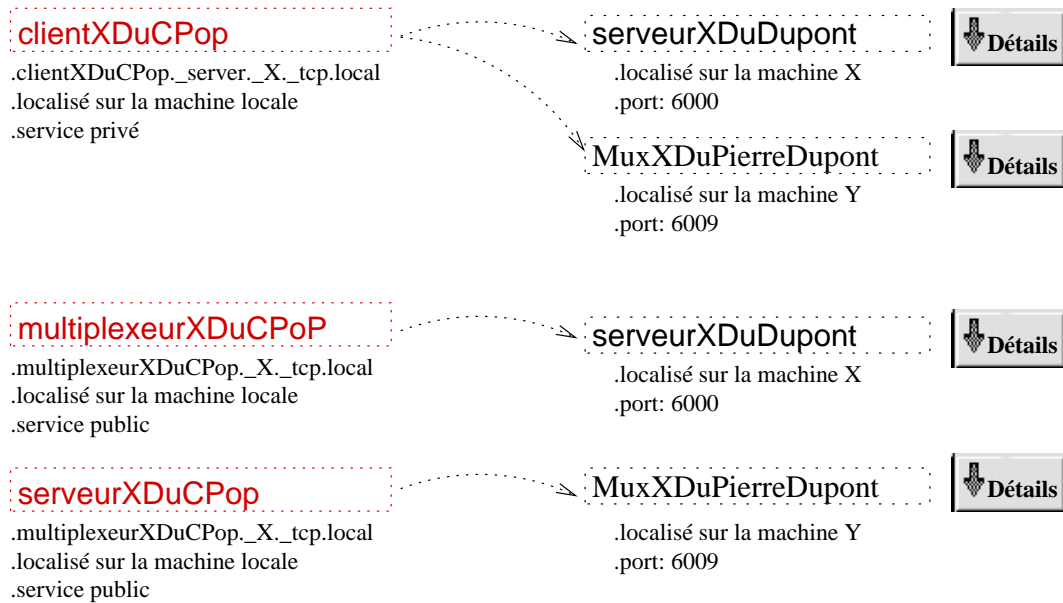 clientXDuCPop
.clientXDuCPop._server._X._tcp.local
.localisé sur la machine locale
.service privé
serveurXDuDupont
.localisé sur la machine X
.port: 6000
Détails
MuxXDuPierreDupont
.localisé sur la machine Y
.port: 6009
Détails
multiplexeurXDuCPoP
.multiplexeurXDuCPop._X._tcp.local
.localisé sur la machine locale
.service public
serveurXDuDupont
.localisé sur la machine X
.port: 6000
Détails
serveurXDuCPop
.multiplexeurXDuCPop._X._tcp.local
.localisé sur la machine locale
.service public
MuxXDuPierreDupont
.localisé sur la machine Y
.port: 6009
Détails